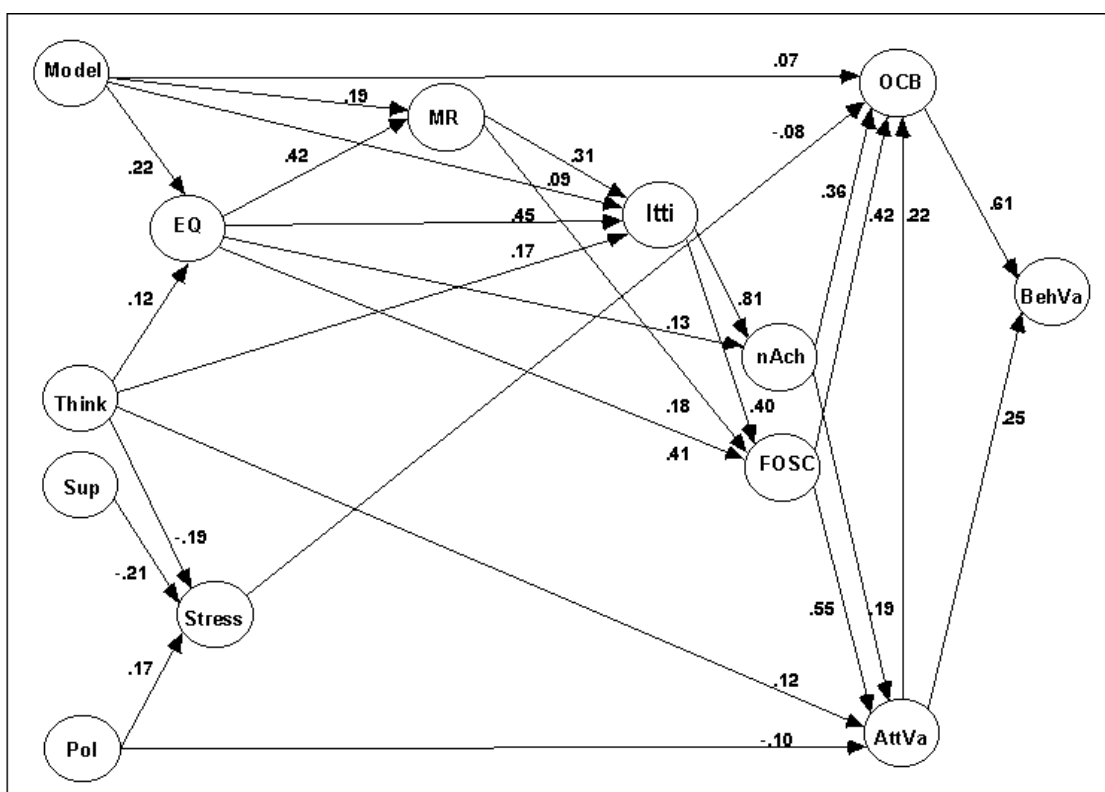 Model
.07
OCB
.19
MR
-.08
.22
.42
.31
.09
.36
EQ
.45
Itti
.42
.22
.61
.17
.12
.81
BehVa
.13
nAch
Think
.18
.40
.25
.41
FOSC
Sup
-.19
-.21
Stress
.55
.19
.17
.12
Pol
-.10
AttVa